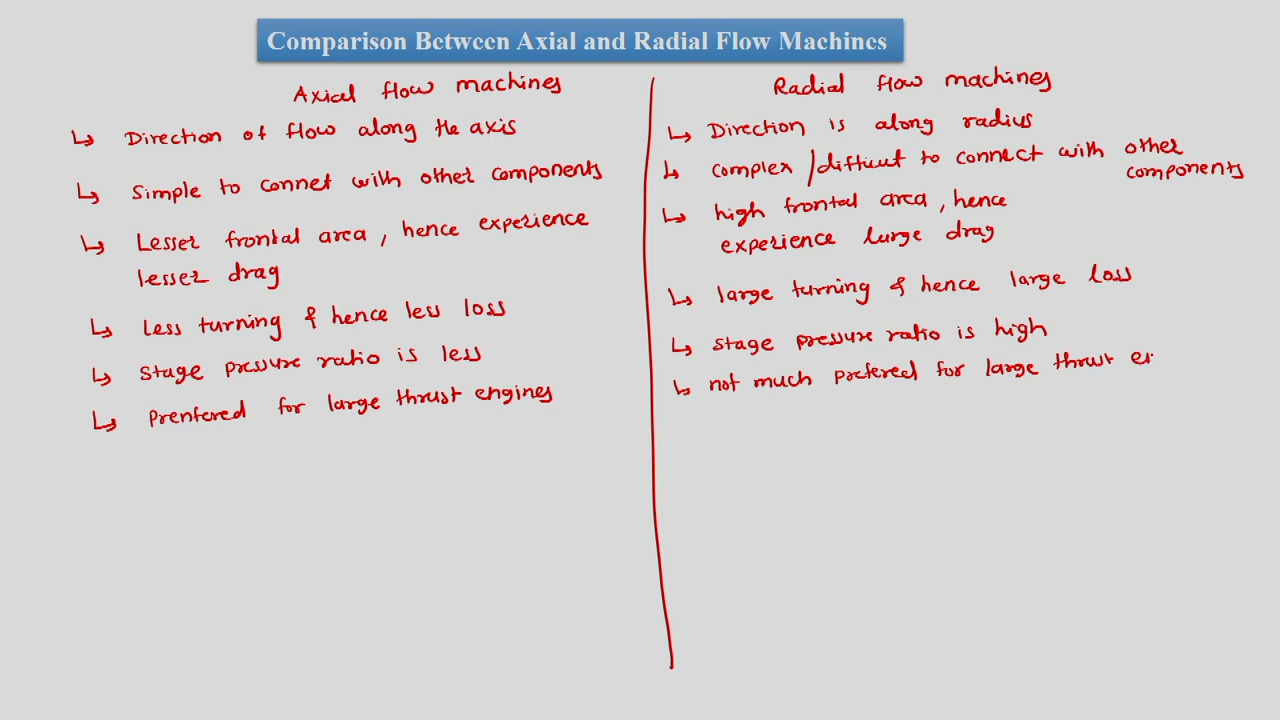 Comparison Between Axial and Radial Flow Machines
Axial flow machines
↳ Direction of flow along the axis
↳ Simple to connet with other components
↳ Lesser frontal area, hence experience
lesser drag
↳ Less turning & hence less loss
↳ Stage pressure ratio is less
↳ Prenfered for large thrust engines
Radial flow machines
↳ Direction is along radius
↳ complex / difficult to connect with other
components
↳ high frontal area, hence
experience large drag
↳ large turning & hence large loss
↳ stage pressure ratio is high
↳ not much prefered for large thrust